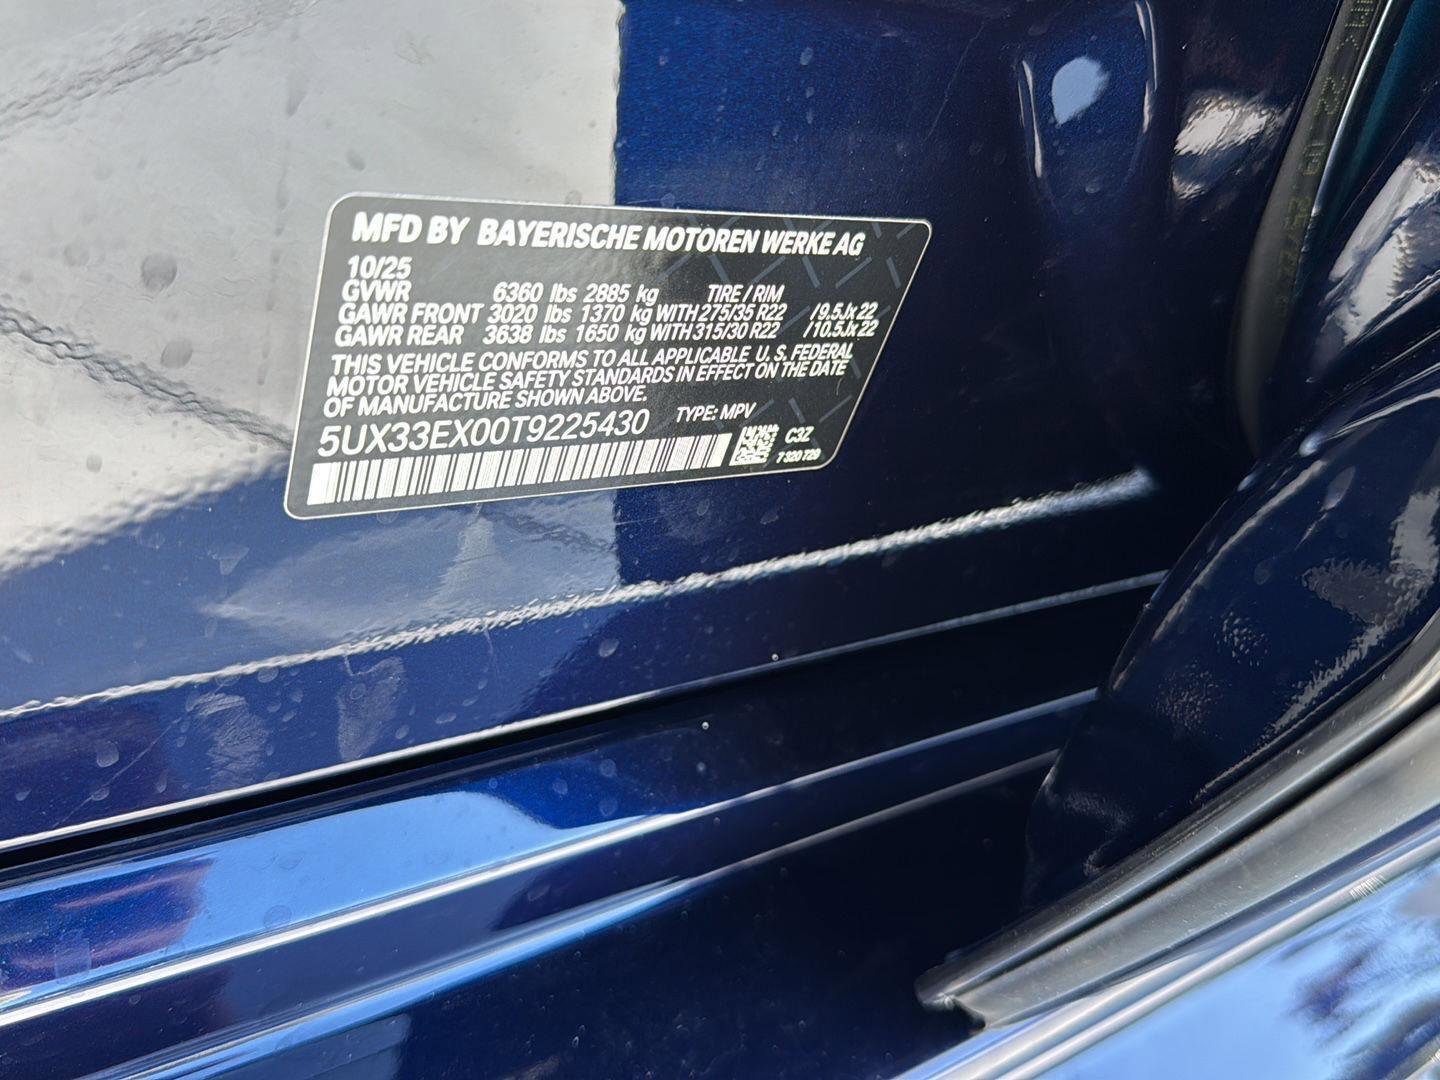 MFD BY BAYERISCHE MOTOREN WERKE AG
10/25
GVWR 6360 lbs 2885 kg TIRE / RIM
GAWR FRONT 3020 lbs 1370 kg WITH 275/35 R22 /9.5Jx22
GAWR REAR 3638 lbs 1650 kg WITH 315/30 R22 /10.5Jx22
THIS VEHICLE CONFORMS TO ALL APPLICABLE U. S. FEDERAL
MOTOR VEHICLE SAFETY STANDARDS IN EFFECT ON THE DATE
OF MANUFACTURE SHOWN ABOVE.
5UX33EX00T9225430 TYPE: MPV
C3Z
7 320 729